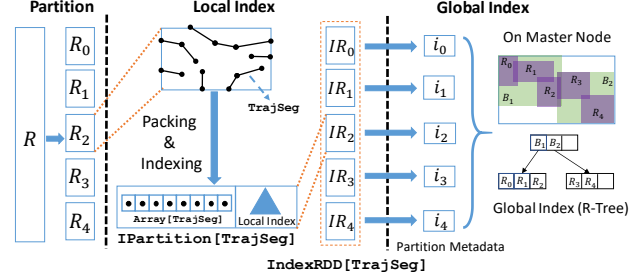 Partition
Local Index
Global Index
R
R0
R1
R2
R3
R4
TrajSeg
Packing
&
Indexing
Array[TrajSeg]
Local Index
IPartition[TrajSeg]
IR0
IR1
IR2
IR3
IR4
IndexRDD[TrajSeg]
i0
i1
i2
i3
i4
Partition Metadata
On Master Node
R0
R1
R3
B2
B1
R2
R4
B1 B2
R0 R1 R2
R3 R4
Global Index (R-Tree)